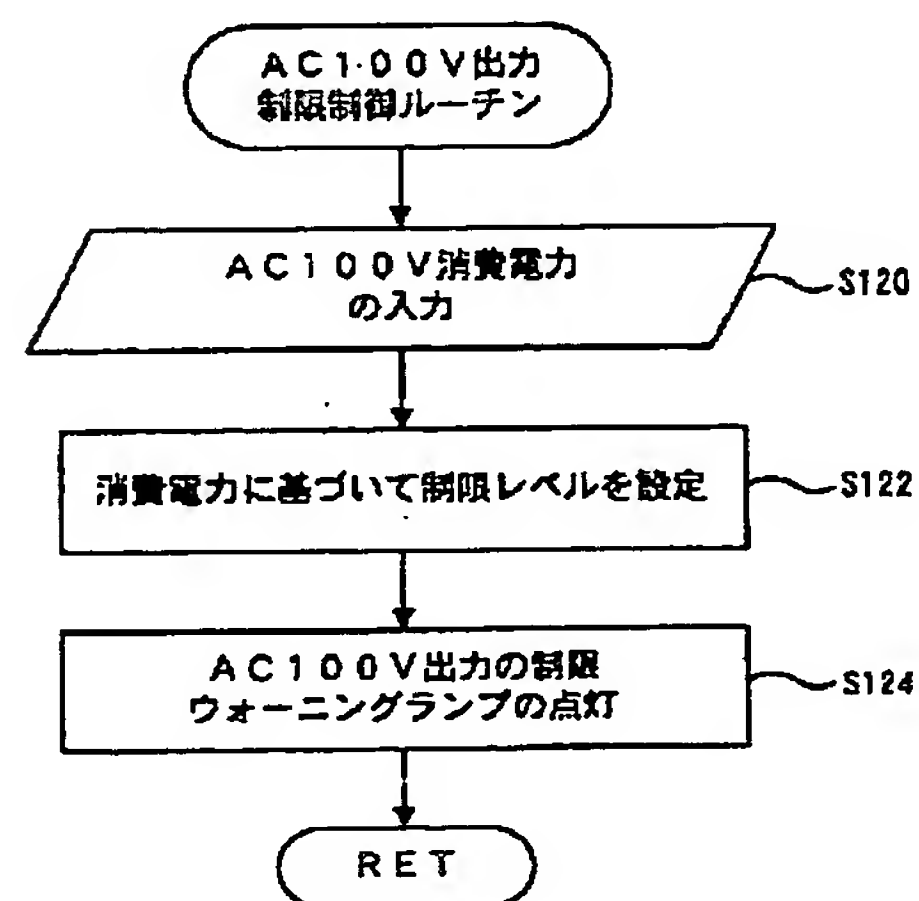 AC100V出力
制限制御ルーチン
AC100V消費電力
の入力
S120
消費電力に基づいて制限レベルを設定
S122
AC100V出力の制限
ウォーニングランプの点灯
S124
RET